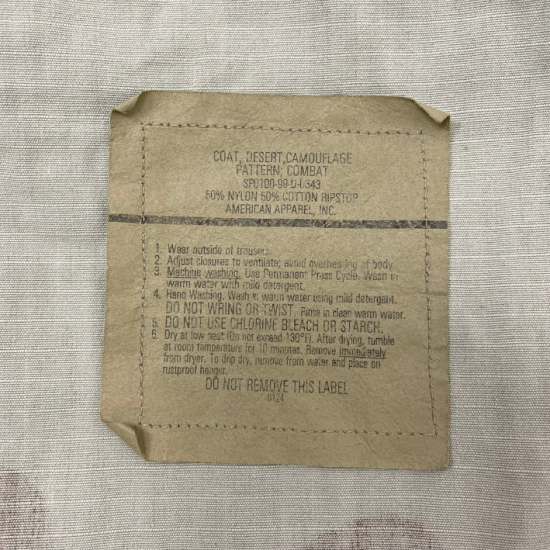 COAT, DESERT, CAMOUFLAGE
PATTERN; COMBAT
SPO100-99-D-0343
50% NYLON 50% COTTON RIPSTOP
AMERICAN APPAREL, INC.
1. Wear outside of trousers.
2. Adjust closures to ventilate; avoid overheating of body
3. Machine washing. Use Permanent Press Cycle. Wash in
warm water with mild detergent.
4. Hand Washing. Wash in warm water using mild detergent.
DO NOT WRING OR TWIST. Rinse in clean warm water.
5. DO NOT USE CHLORINE BLEACH OR STARCH.
6. Dry at low heat (Do not exceed 130°F). After drying, tumble
at room temperature for 10 minutes. Remove immediately
from dryer. To drip dry, remove from water and place on
rustproof hanger.
DO NOT REMOVE THIS LABEL